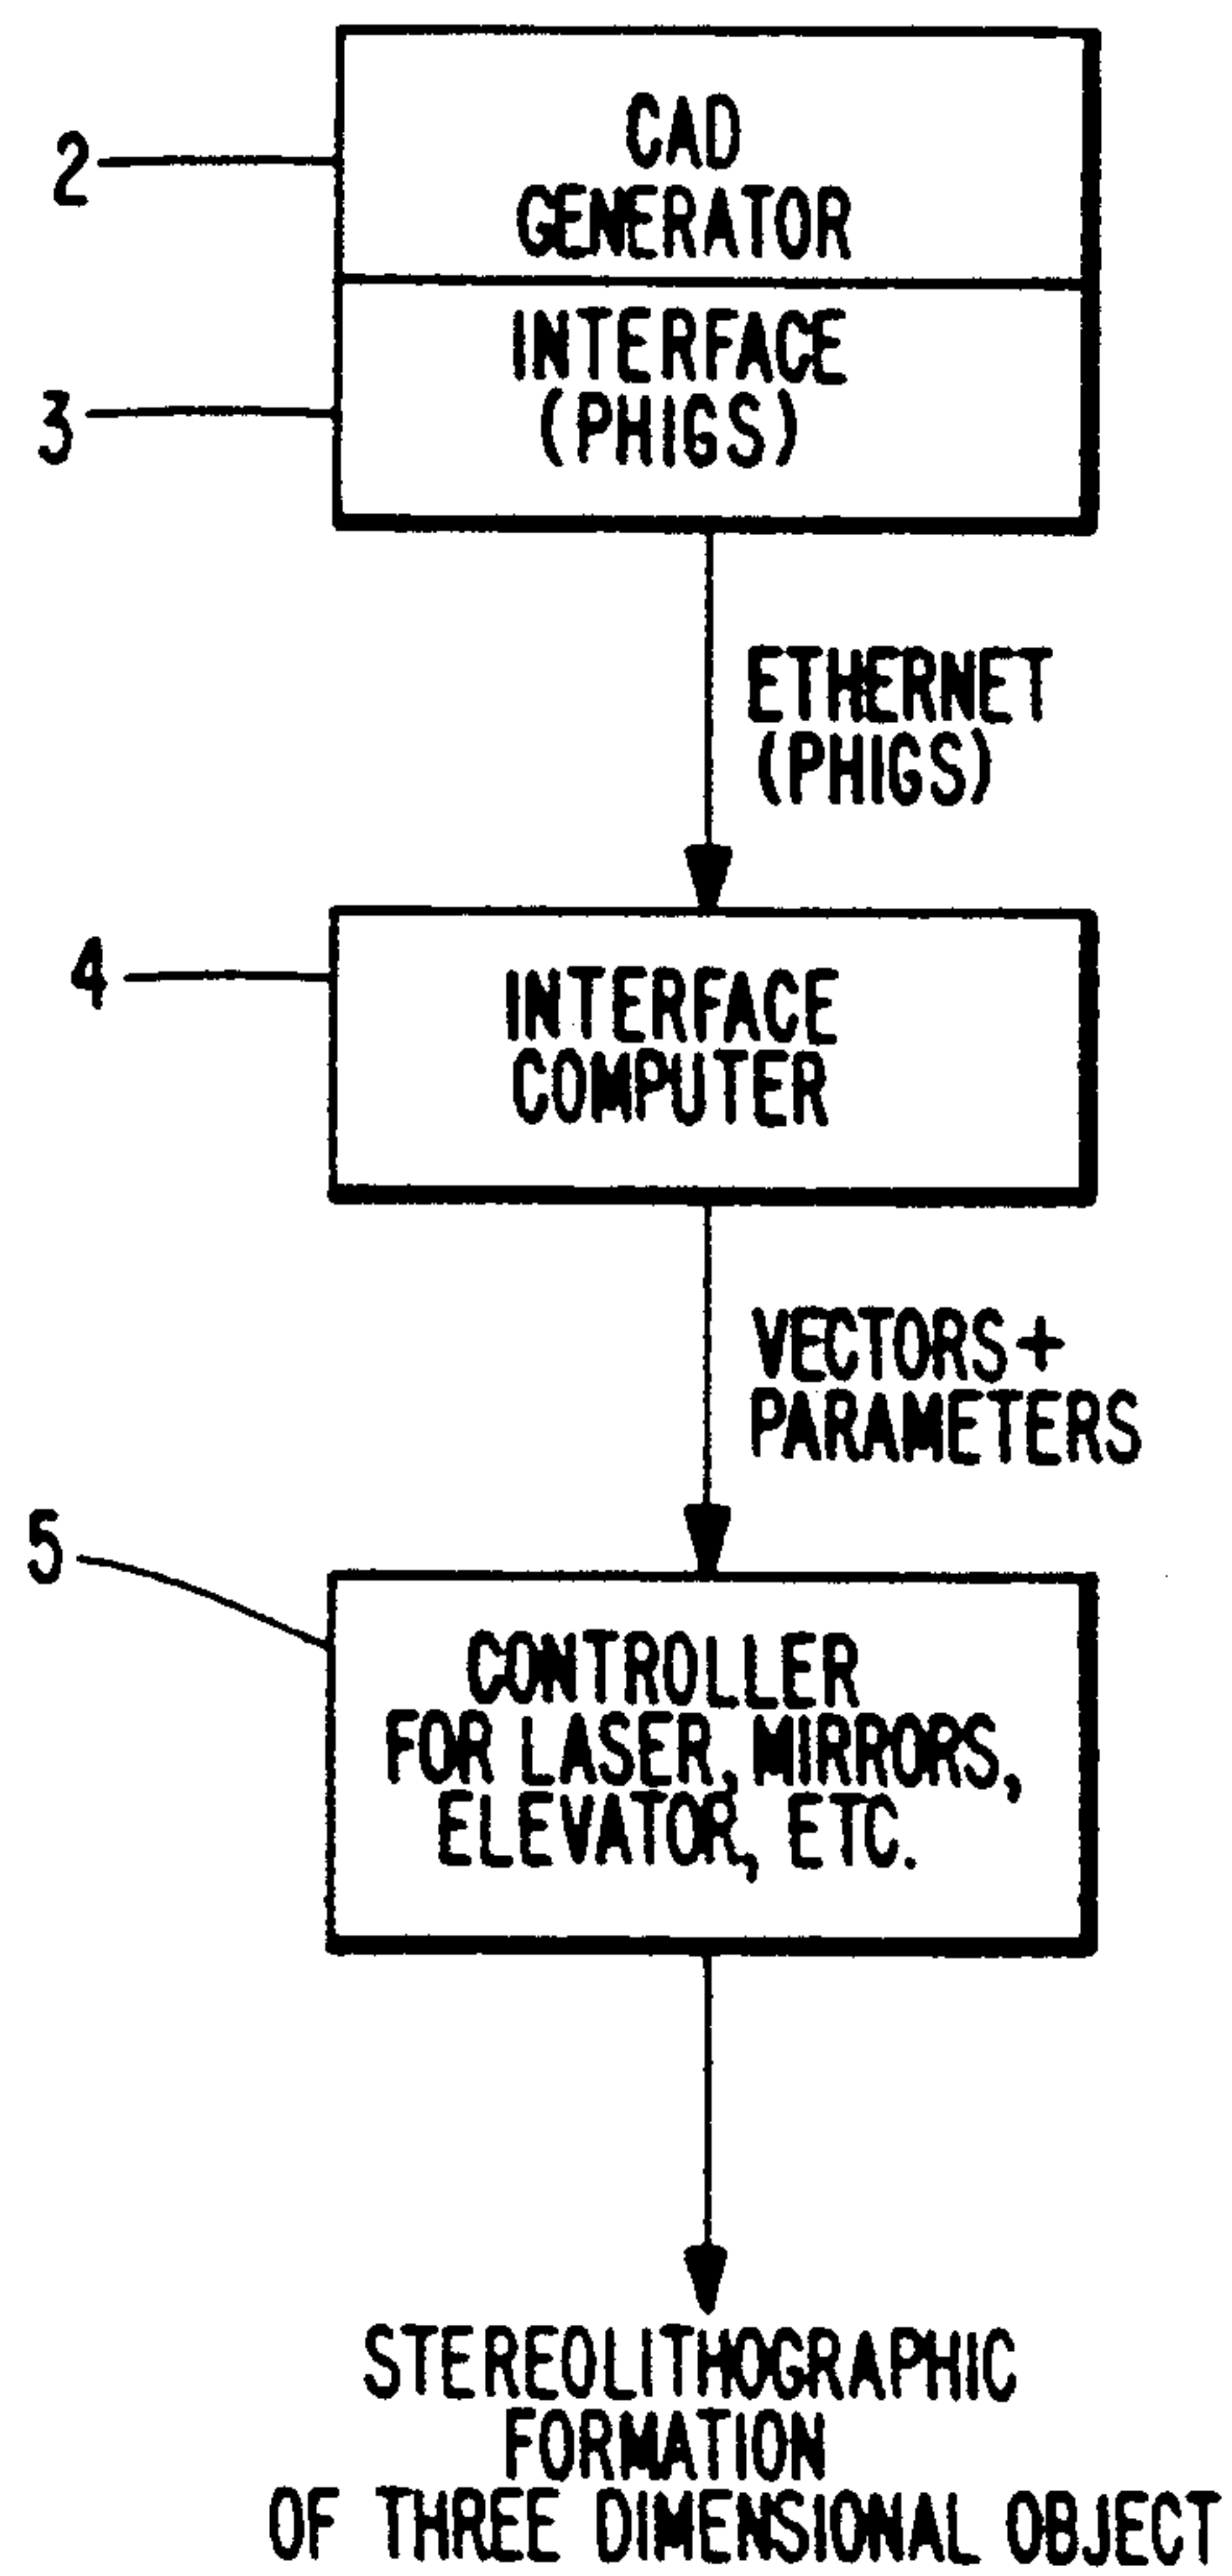 2
CAD
GENERATOR
3
INTERFACE
(PHIGS)
ETHERNET
(PHIGS)
4
INTERFACE
COMPUTER
VECTORS +
PARAMETERS
5
CONTROLLER
FOR LASER, MIRRORS,
ELEVATOR, ETC.
STEREOLITHOGRAPHIC
FORMATION
OF THREE DIMENSIONAL OBJECT